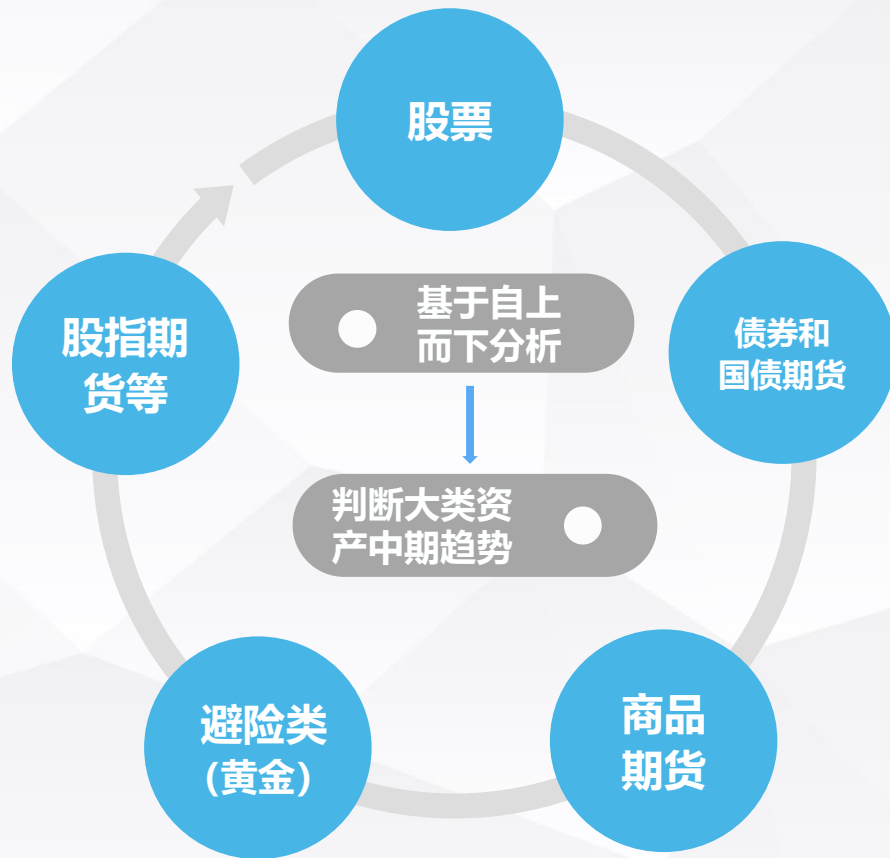 股票
基于自上
而下分析
股指期
货等
债券和
国债期货
判断大类资
产中期趋势
避险类
（黄金）
商品
期货